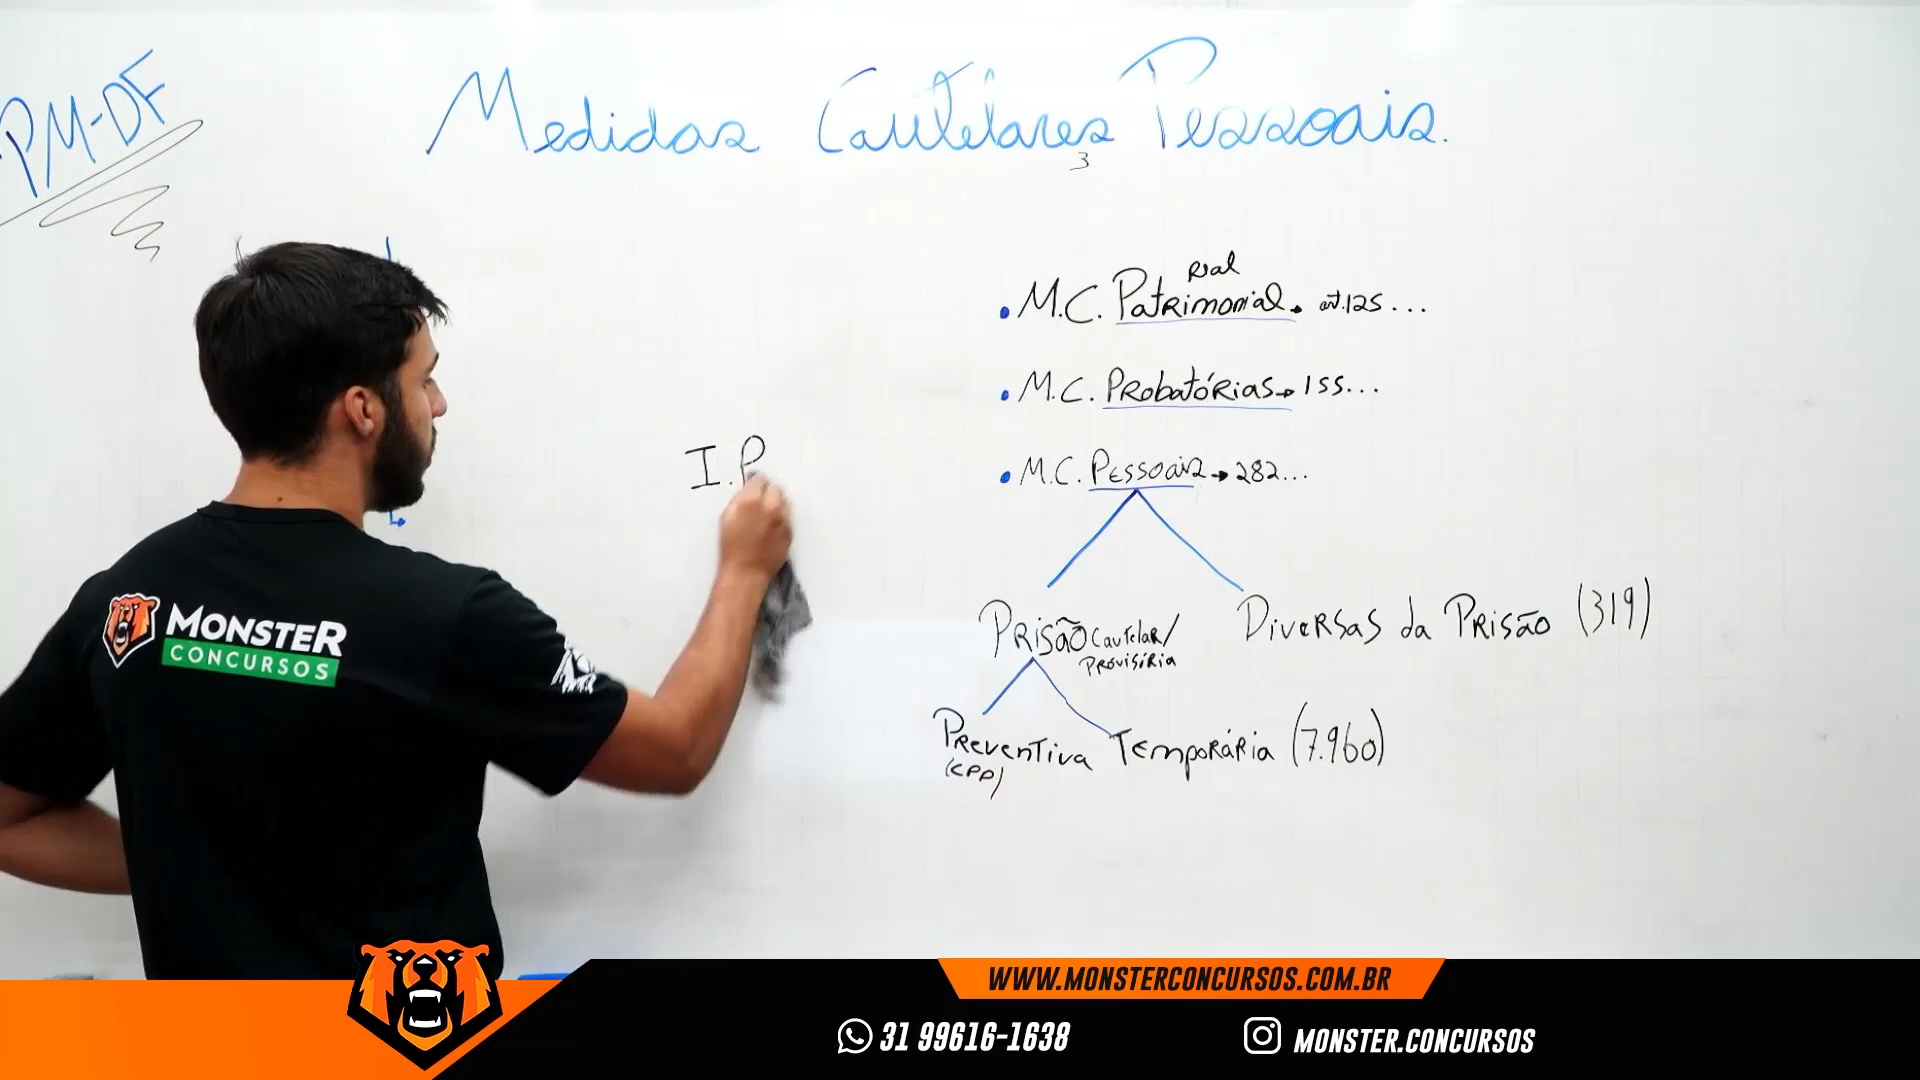 PM-DF
Medidas Cautelares Pessoais.
3
Real
• M.C. Patrimonial. art.125...
• M.C. Probatórias→155...
• M.C. Pessoais→282...
I.P
Prisão Cautelar/
Provisória
Diversas da Prisão (319)
Preventiva
(CPP)
Temporária (7.960)
MONSTER
CONCURSOS
WWW.MONSTERCONCURSOS.COM.BR
31 99616-1638
MONSTER.CONCURSOS